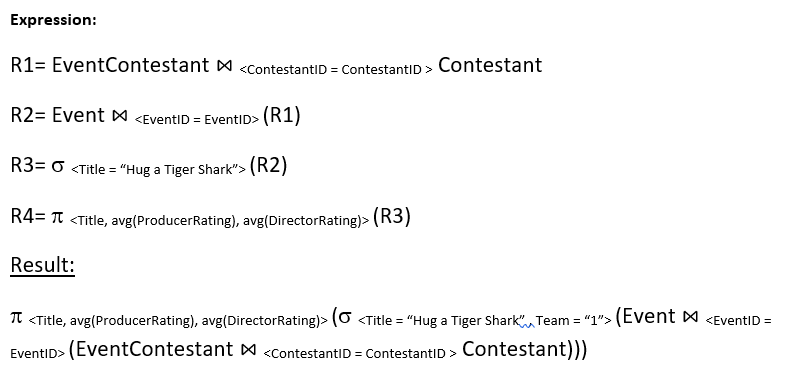 Expression:
R1= EventContestant ⋈ <ContestantID = ContestantID > Contestant
R2= Event ⋈ <EventID = EventID> (R1)
R3= σ <Title = “Hug a Tiger Shark”> (R2)
R4= π <Title, avg(ProducerRating), avg(DirectorRating)> (R3)
Result:
π <Title, avg(ProducerRating), avg(DirectorRating)> (σ <Title = “Hug a Tiger Shark”, Team = “1”> (Event ⋈ <EventID =
EventID> (EventContestant ⋈ <ContestantID = ContestantID > Contestant)))